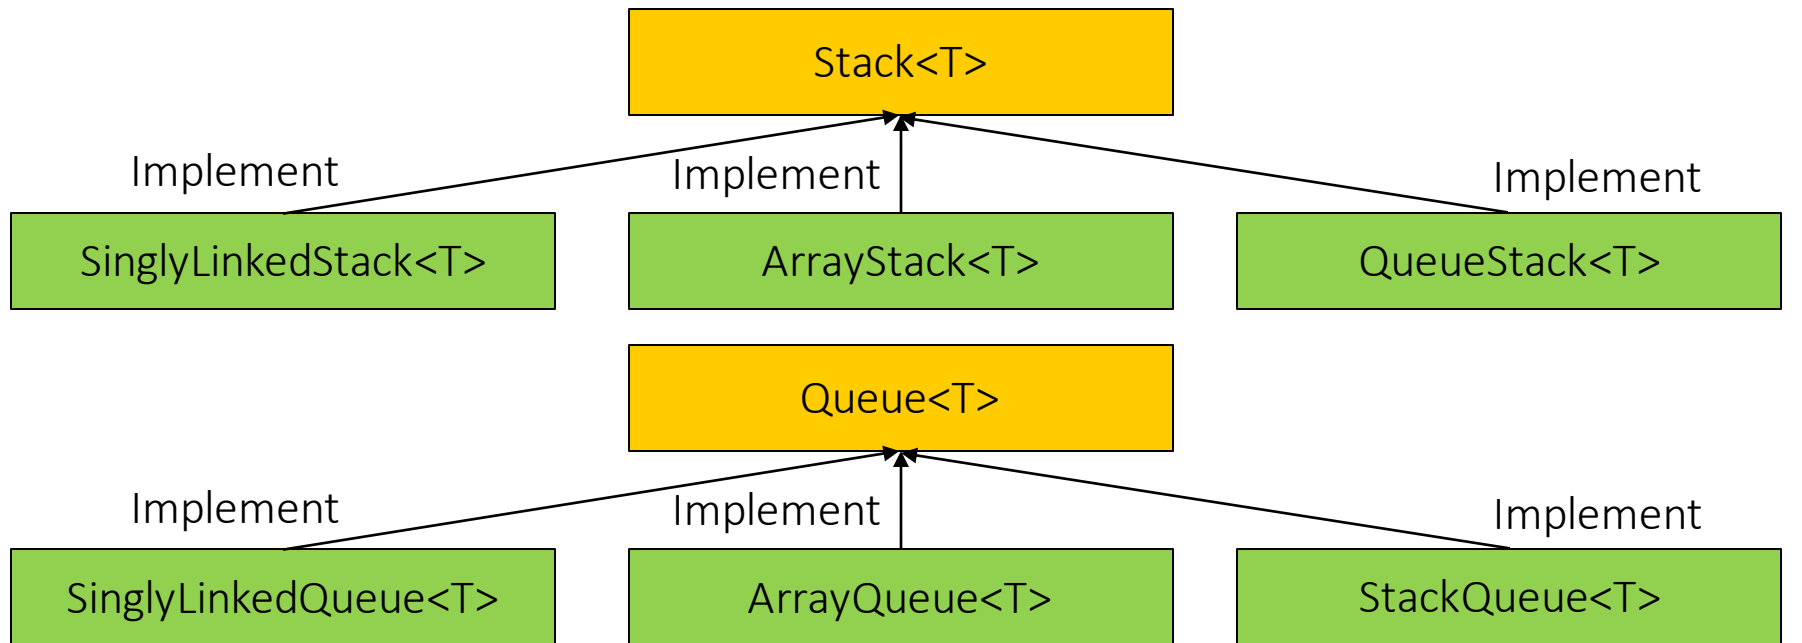 Stack<T>
Implement
Implement
Implement
SinglyLinkedStack<T>
ArrayStack<T>
QueueStack<T>
Queue<T>
Implement
Implement
Implement
SinglyLinkedQueue<T>
ArrayQueue<T>
StackQueue<T>